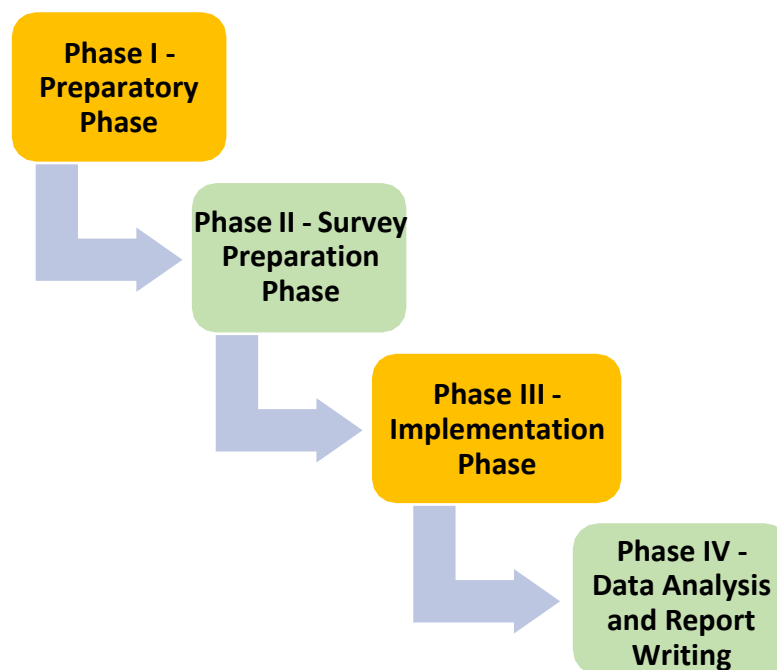 Phase I -
Preparatory
Phase
Phase II - Survey
Preparation
Phase
Phase III -
Implementation
Phase
Phase IV -
Data Analysis
and Report
Writing